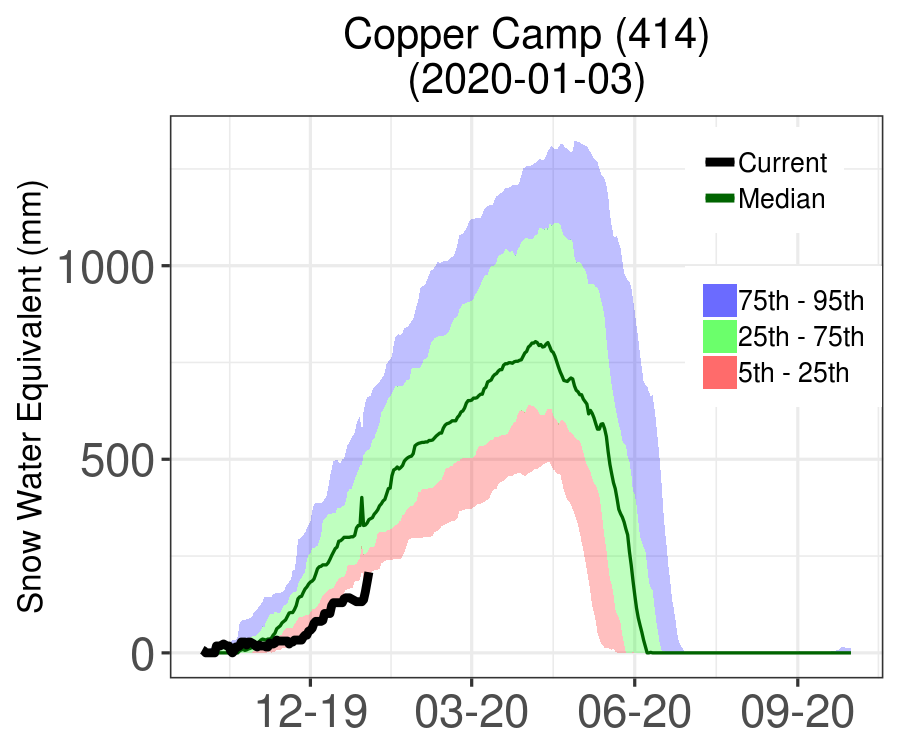 Copper Camp (414)
(2020-01-03)
Snow Water Equivalent (mm)
1000
500
0
12-19
03-20
06-20
09-20
Current
Median
75th - 95th
25th - 75th
5th - 25th